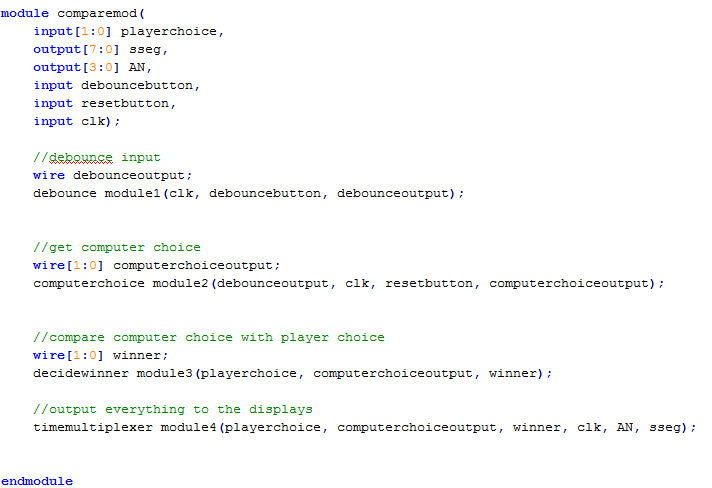 module comparemod(
    input[1:0] playerchoice,
    output[7:0] sseg,
    output[3:0] AN,
    input debouncebutton,
    input resetbutton,
    input clk);
    //debounce input
    wire debounceoutput;
    debounce module1(clk, debouncebutton, debounceoutput);
    //get computer choice
    wire[1:0] computerchoiceoutput;
    computerchoice module2(debounceoutput, clk, resetbutton, computerchoiceoutput);
    //compare computer choice with player choice
    wire[1:0] winner;
    decidewinner module3(playerchoice, computerchoiceoutput, winner);
    //output everything to the displays
    timemultiplexer module4(playerchoice, computerchoiceoutput, winner, clk, AN, sseg);
endmodule